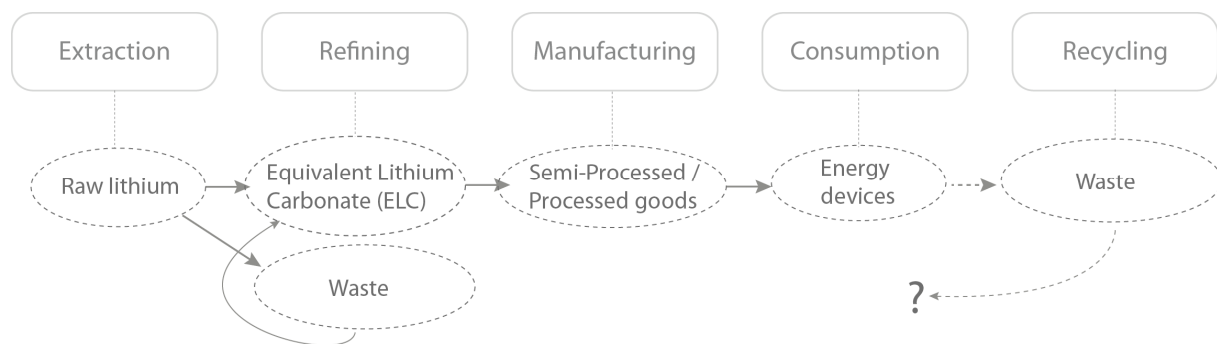 Extraction
Refining
Manufacturing
Consumption
Recycling
Raw lithium
Equivalent Lithium
Carbonate (ELC)
Semi-Processed /
Processed goods
Energy
devices
Waste
Waste
?